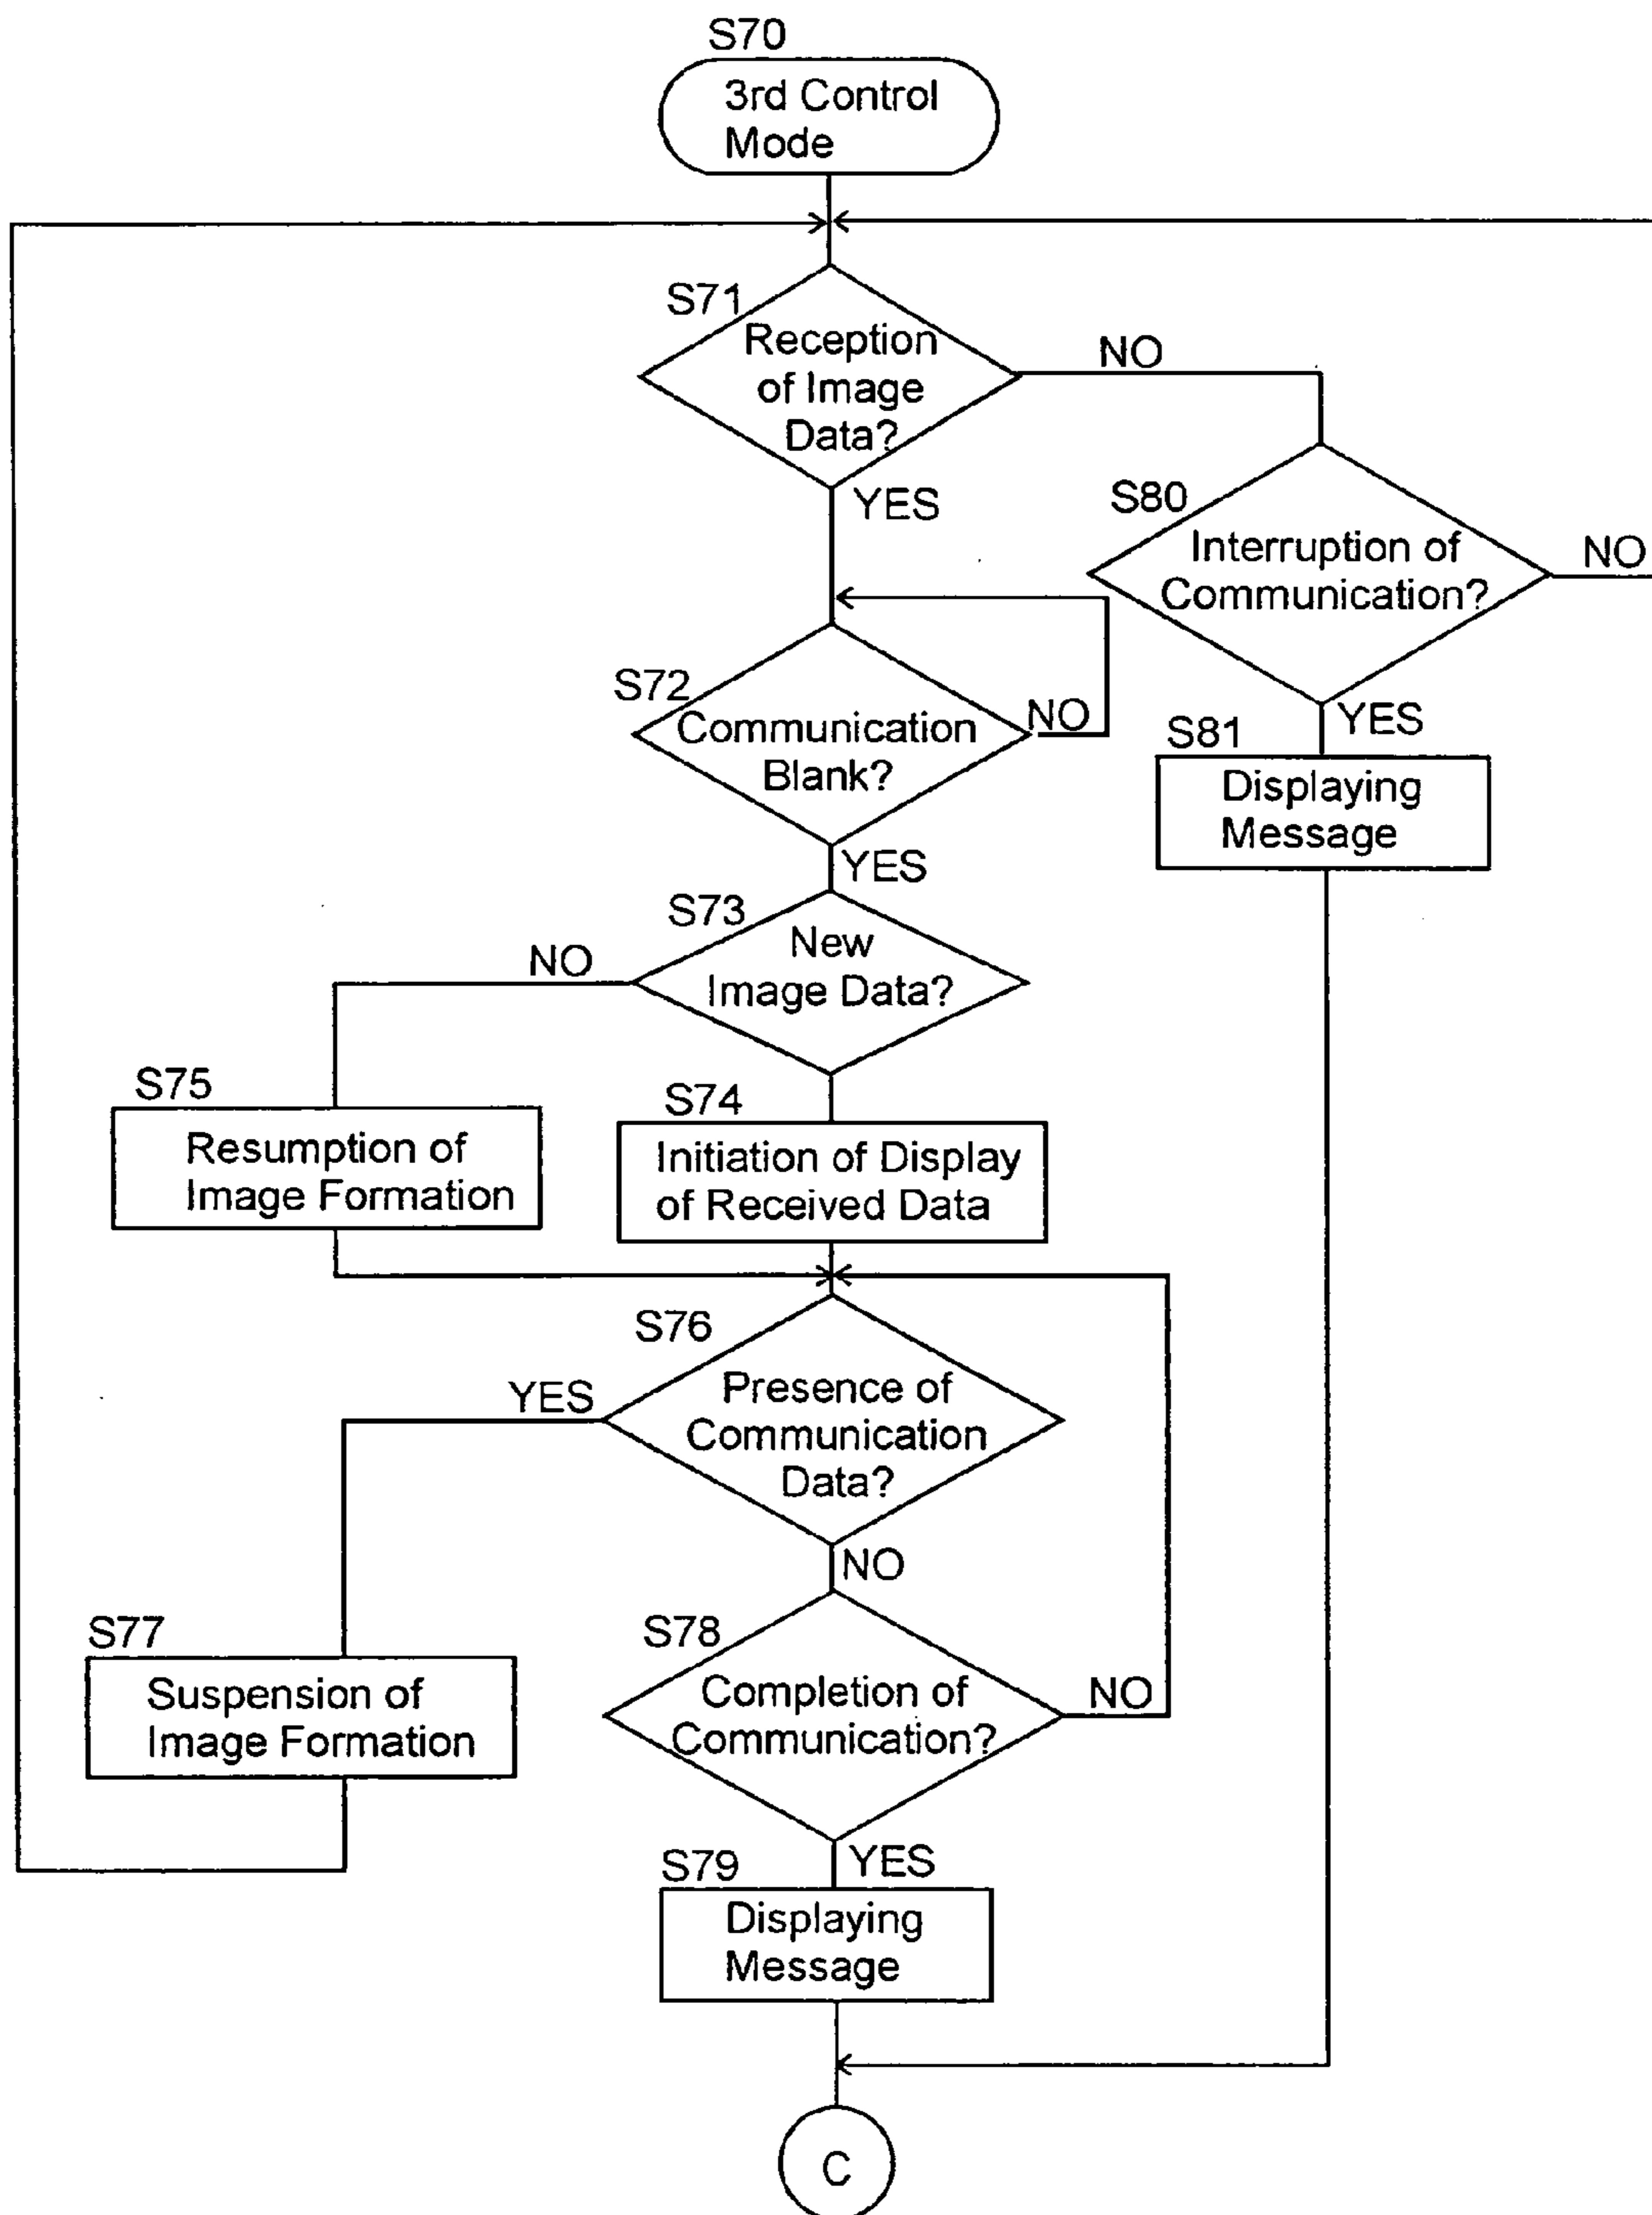 S70
3rd Control
Mode
S71
Reception
of Image
Data?
NO
YES
S80
Interruption of
Communication?
NO
YES
S72
Communication
Blank?
NO
YES
S81
Displaying
Message
S73
New
Image Data?
NO
S75
Resumption of
Image Formation
S74
Initiation of Display
of Received Data
S76
Presence of
Communication
Data?
YES
NO
S77
Suspension of
Image Formation
S78
Completion of
Communication?
NO
YES
S79
Displaying
Message
C